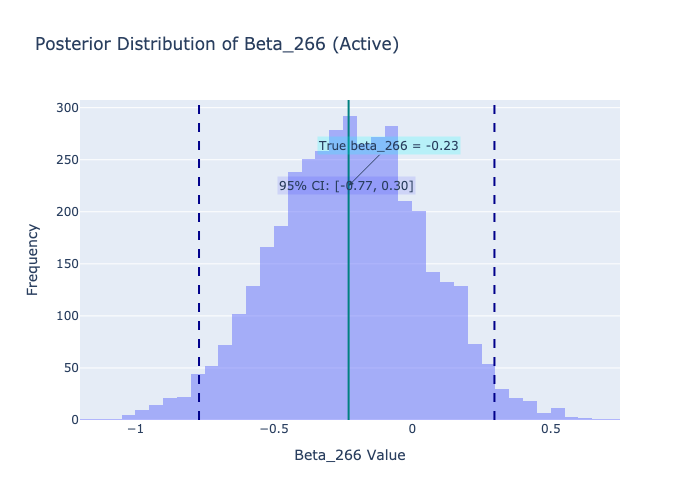 Posterior Distribution of Beta_266 (Active)
300
250
200
150
100
50
0
Frequency
True beta_266 = -0.23
95% CI: [-0.77, 0.30]
−1
−0.5
0
0.5
Beta_266 Value